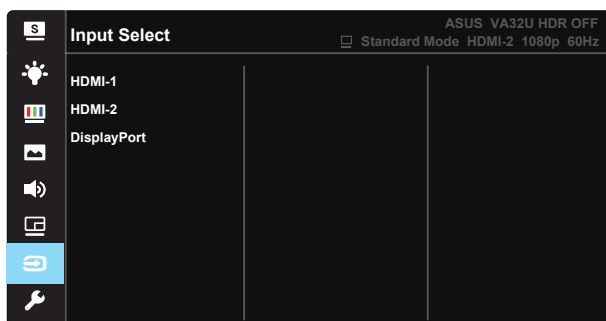 S
Input Select
ASUS VA32U HDR OFF
Standard Mode HDMI-2 1080p 60Hz
HDMI-1
HDMI-2
DisplayPort